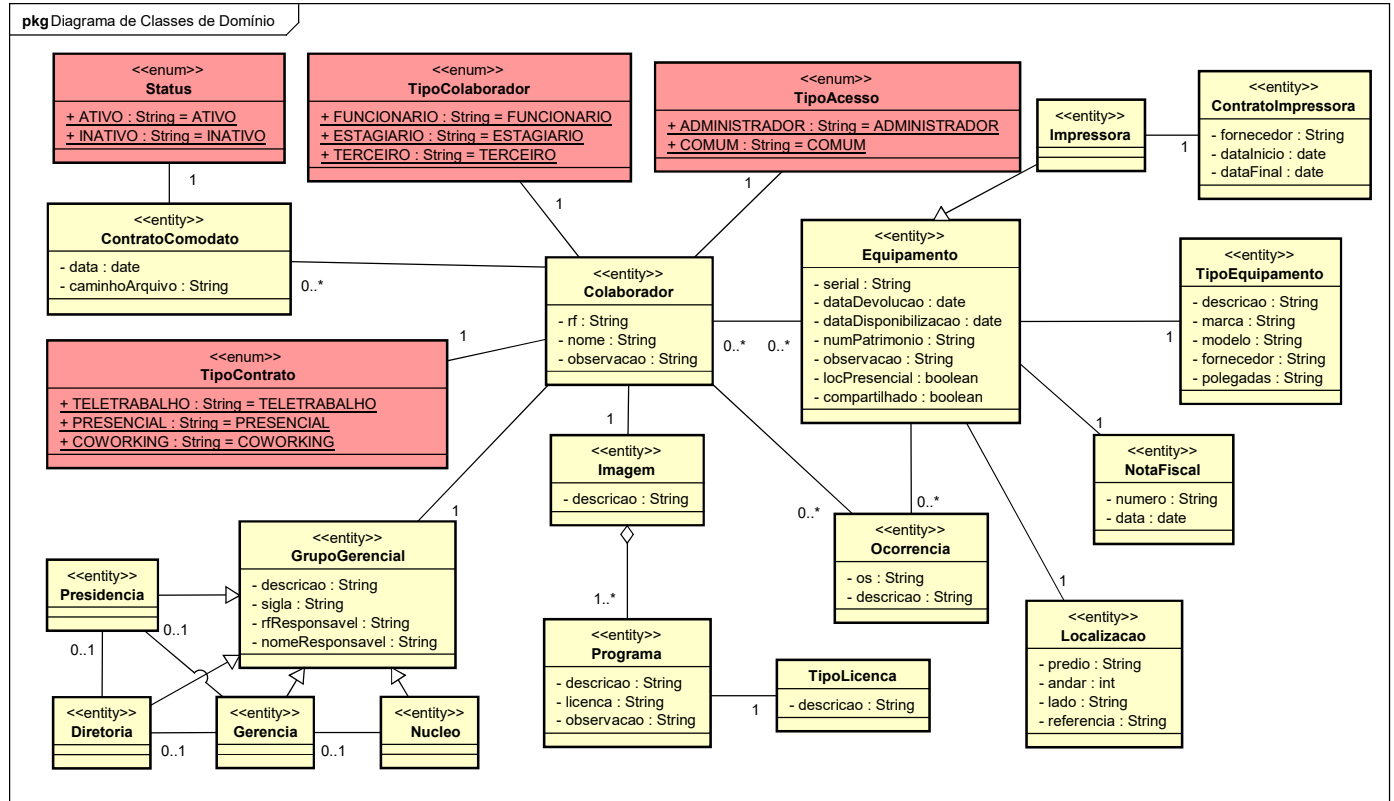 pkg Diagrama de Classes de Domínio
<<enum>>
Status
+ ATIVO : String = ATIVO
+ INATIVO : String = INATIVO
1
<<enum>>
TipoColaborador
+ FUNCIONARIO : String = FUNCIONARIO
+ ESTAGIARIO : String = ESTAGIARIO
+ TERCEIRO : String = TERCEIRO
1
<<enum>>
TipoAcesso
+ ADMINISTRADOR : String = ADMINISTRADOR
+ COMUM : String = COMUM
1
<<entity>>
Impressora
1
<<entity>>
ContratoImpressora
- fornecedor : String
- dataInicio : date
- dataFinal : date
<<entity>>
ContratoComodato
- data : date
- caminhoArquivo : String
0..*
<<entity>>
Colaborador
- rf : String
- nome : String
- observacao : String
0..*
0..*
<<entity>>
Equipamento
- serial : String
- dataDevolucao : date
- dataDisponibilizacao : date
- numPatrimonio : String
- observacao : String
- locPresencial : boolean
- compartilhado : boolean
1
<<entity>>
TipoEquipamento
- descricao : String
- marca : String
- modelo : String
- fornecedor : String
- polegadas : String
<<enum>>
TipoContrato
+ TELETRABALHO : String = TELETRABALHO
+ PRESENCIAL : String = PRESENCIAL
+ COWORKING : String = COWORKING
1
1
<<entity>>
Imagem
- descricao : String
1
<<entity>>
NotaFiscal
- numero : String
- data : date
1
<<entity>>
GrupoGerencial
- descricao : String
- sigla : String
- rfResponsavel : String
- nomeResponsavel : String
0..*
0..*
<<entity>>
Ocorrencia
- os : String
- descricao : String
<<entity>>
Presidencia
0..1
0..1
1..*
<<entity>>
Programa
- descricao : String
- licenca : String
- observacao : String
1
TipoLicenca
- descricao : String
1
<<entity>>
Localizacao
- predio : String
- andar : int
- lado : String
- referencia : String
<<entity>>
Diretoria
0..1
<<entity>>
Gerencia
0..1
<<entity>>
Nucleo